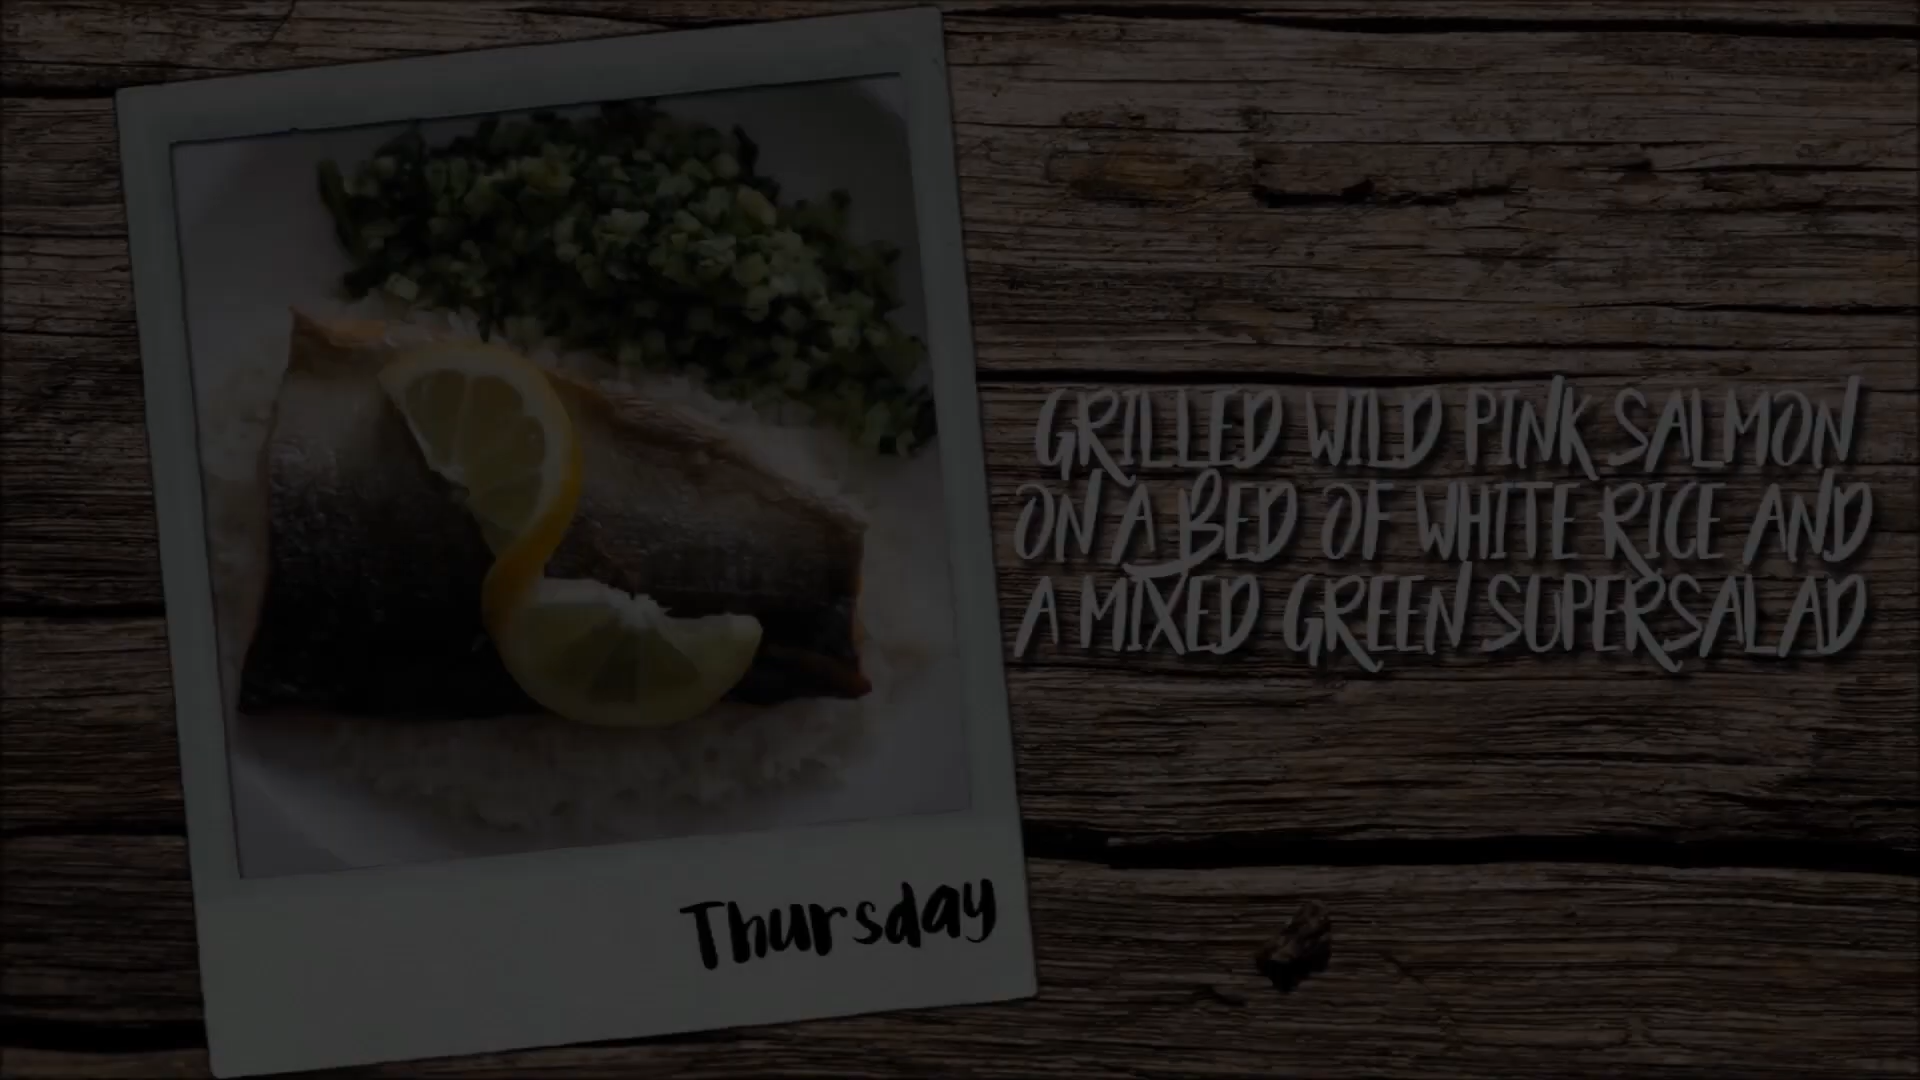 GRILLED WILD PINK SALMON
ON A BED OF WHITE RICE AND
A MIXED GREEN SUPERSALAD
Thursday